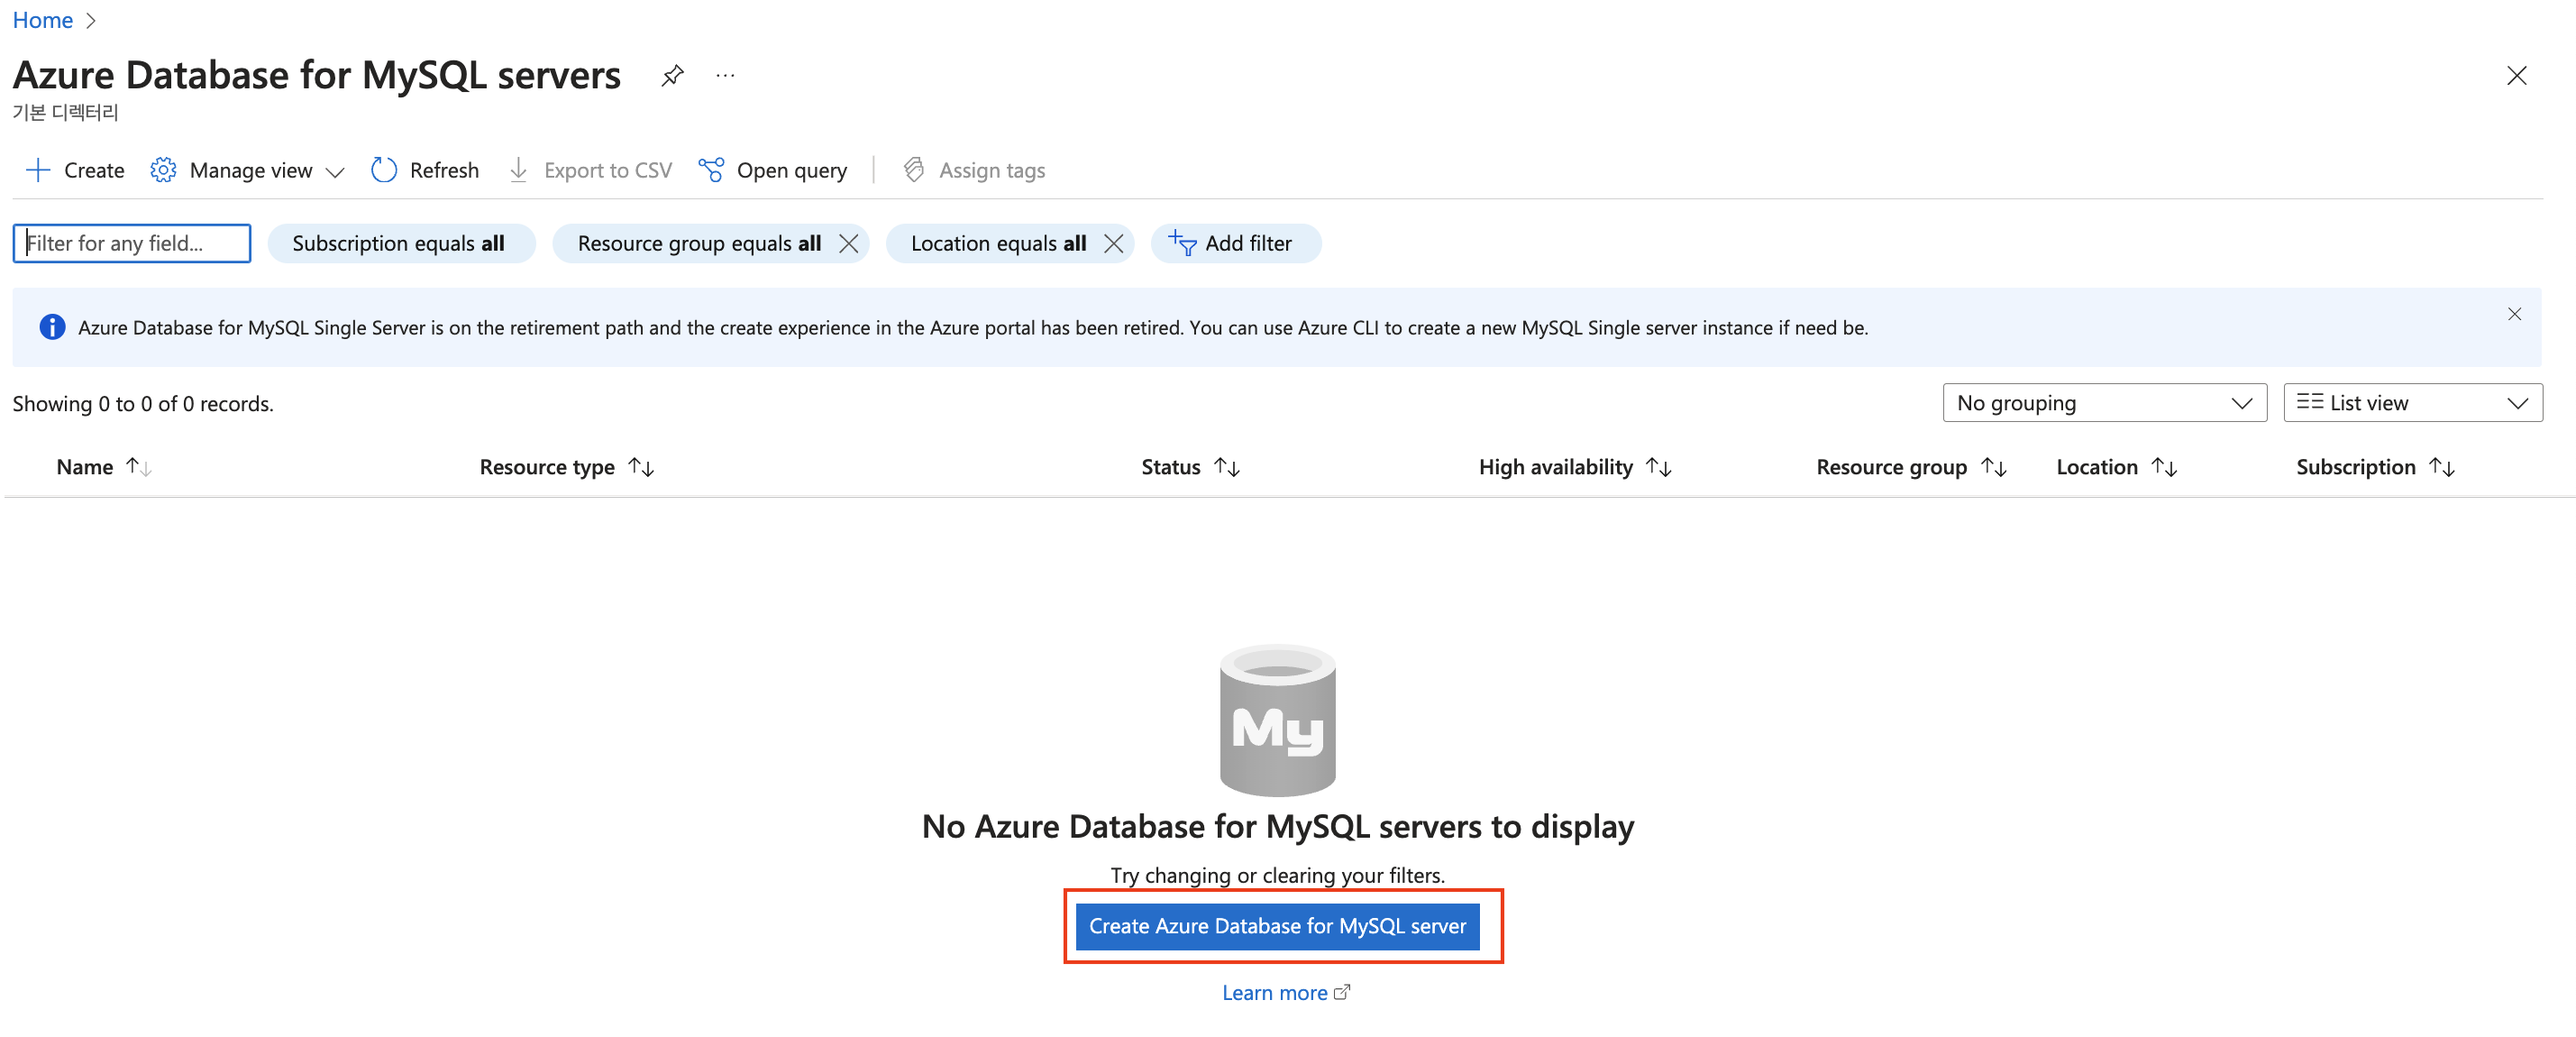 Home
Azure Database for MySQL servers
기본 디렉터리
Create Manage view Refresh Export to CSV Open query Assign tags
Filter for any field... Subscription equals all Resource group equals all Location equals all Add filter
Azure Database for MySQL Single Server is on the retirement path and the create experience in the Azure portal has been retired. You can use Azure CLI to create a new MySQL Single server instance if need be.
Showing 0 to 0 of 0 records. No grouping List view
Name Resource type Status High availability Resource group Location Subscription
My
No Azure Database for MySQL servers to display
Try changing or clearing your filters.
Create Azure Database for MySQL server
Learn more